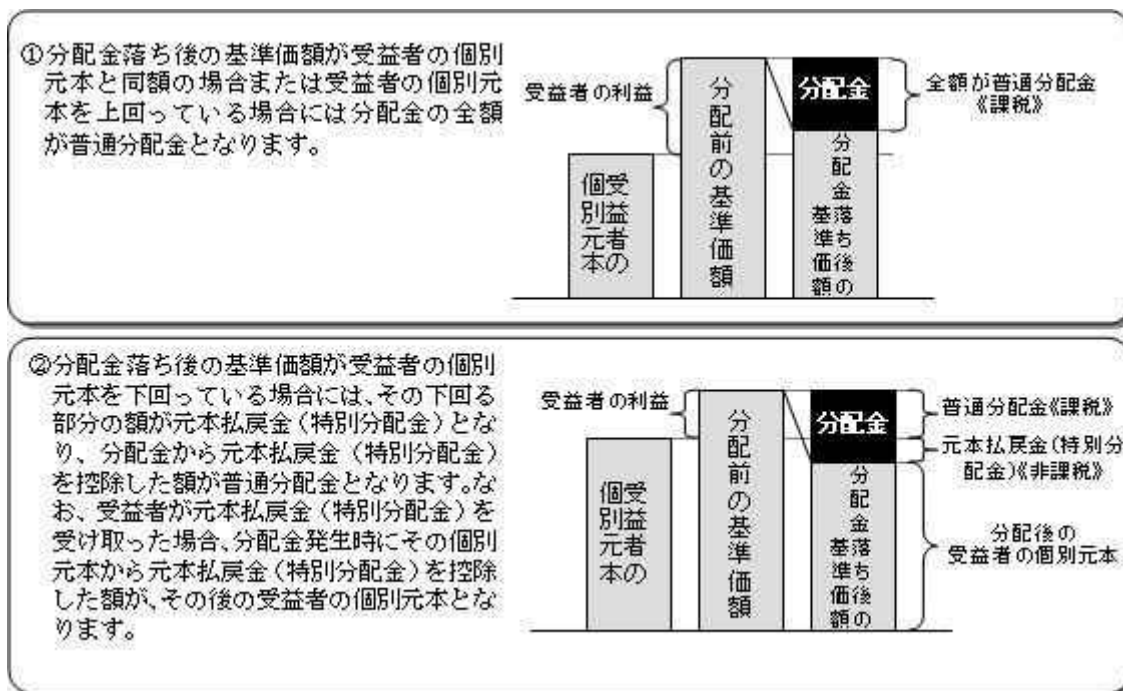 ①分配金落ち後の基準価額が受益者の個別
元本と同額の場合または受益者の個別元
本を上回っている場合には分配金の全額
が普通分配金となります。
受益者の利益
受益者の
個別元本
分配前の基準価額
分配金
分配金落ち後の
基準価額
全額が普通分配金
《課税》
②分配金落ち後の基準価額が受益者の個別
元本を下回っている場合には、その下回る
部分の額が元本払戻金(特別分配金)とな
り、分配金から元本払戻金(特別分配金)
を控除した額が普通分配金となります。な
お、受益者が元本払戻金(特別分配金)を
受け取った場合、分配金発生時にその個別
元本から元本払戻金(特別分配金)を控除
した額が、その後の受益者の個別元本とな
ります。
受益者の利益
受益者の
個別元本
分配前の基準価額
分配金
分配金落ち後の
基準価額
普通分配金《課税》
元本払戻金(特別分
配金)《非課税》
分配後の
受益者の個別元本